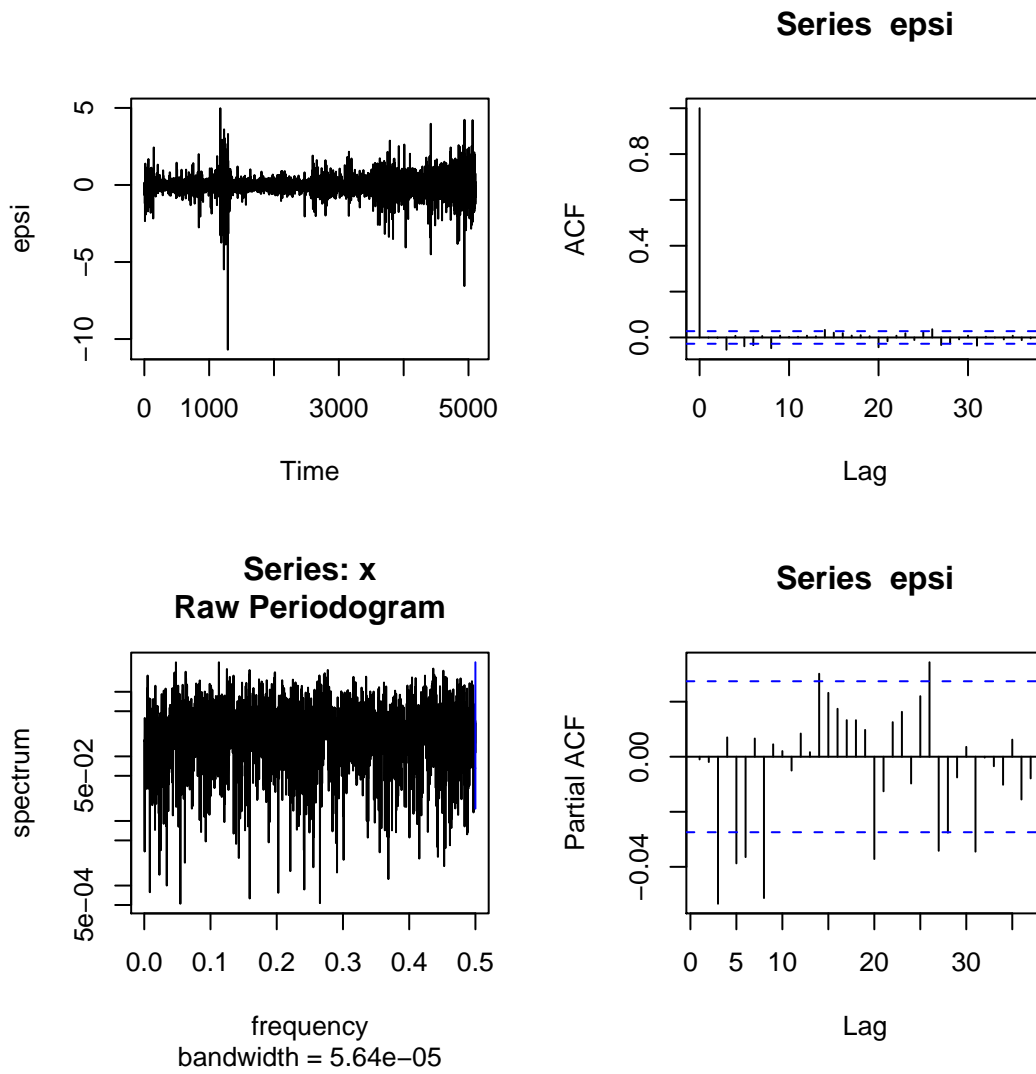 5
0
−5
−10
epsi
0 1000 3000 5000
Time
Series epsi
0.8
0.4
0.0
ACF
0 10 20 30
Lag
Series: x
Raw Periodogram
5e−02
5e−04
spectrum
0.0 0.1 0.2 0.3 0.4 0.5
frequency
bandwidth = 5.64e−05
Series epsi
0.00
−0.04
Partial ACF
0 5 10 20 30
Lag